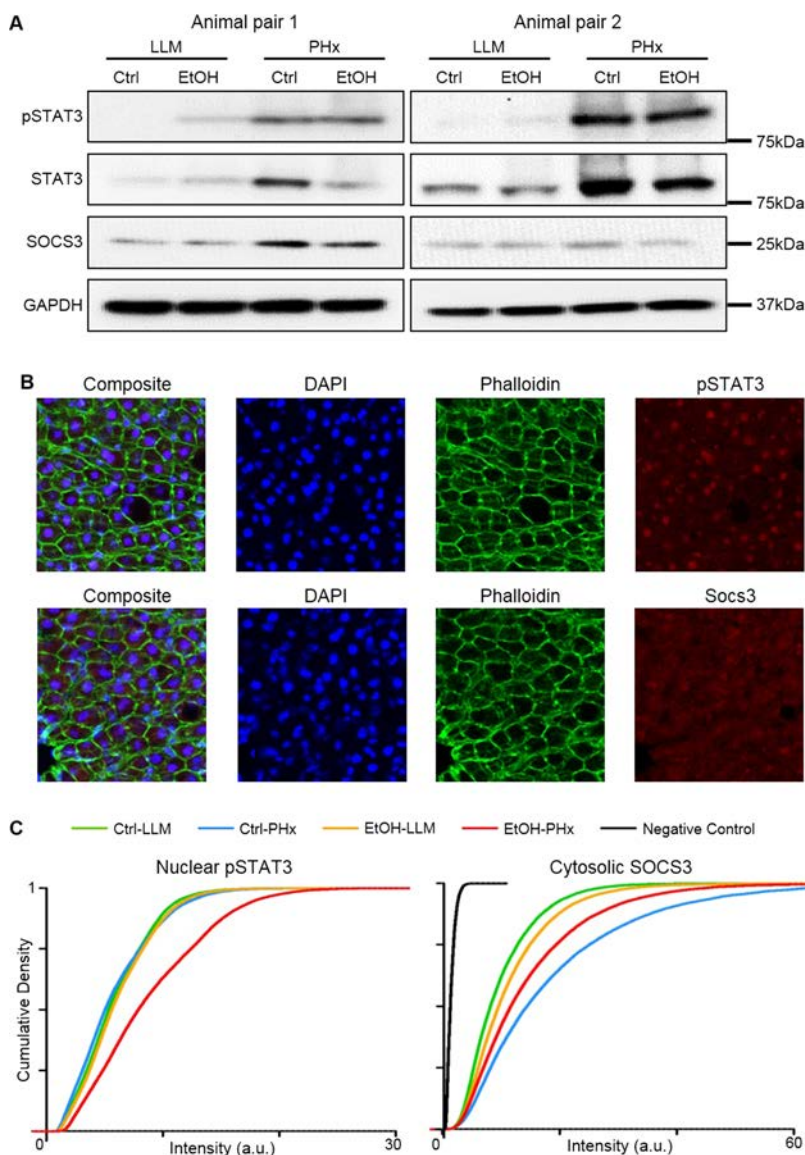 A
Animal pair 1
Animal pair 2
LLM
PHx
LLM
PHx
Ctrl
EtOH
Ctrl
EtOH
Ctrl
EtOH
Ctrl
EtOH
pSTAT3
75kDa
STAT3
75kDa
SOCS3
25kDa
GAPDH
37kDa
B
Composite
DAPI
Phalloidin
pSTAT3
Composite
DAPI
Phalloidin
Socs3
C
Ctrl-LLM
Ctrl-PHx
EtOH-LLM
EtOH-PHx
Negative Control
Nuclear pSTAT3
Cytosolic SOCS3
1
Cumulative Density
0
Intensity (a.u.)
30
0
Intensity (a.u.)
60